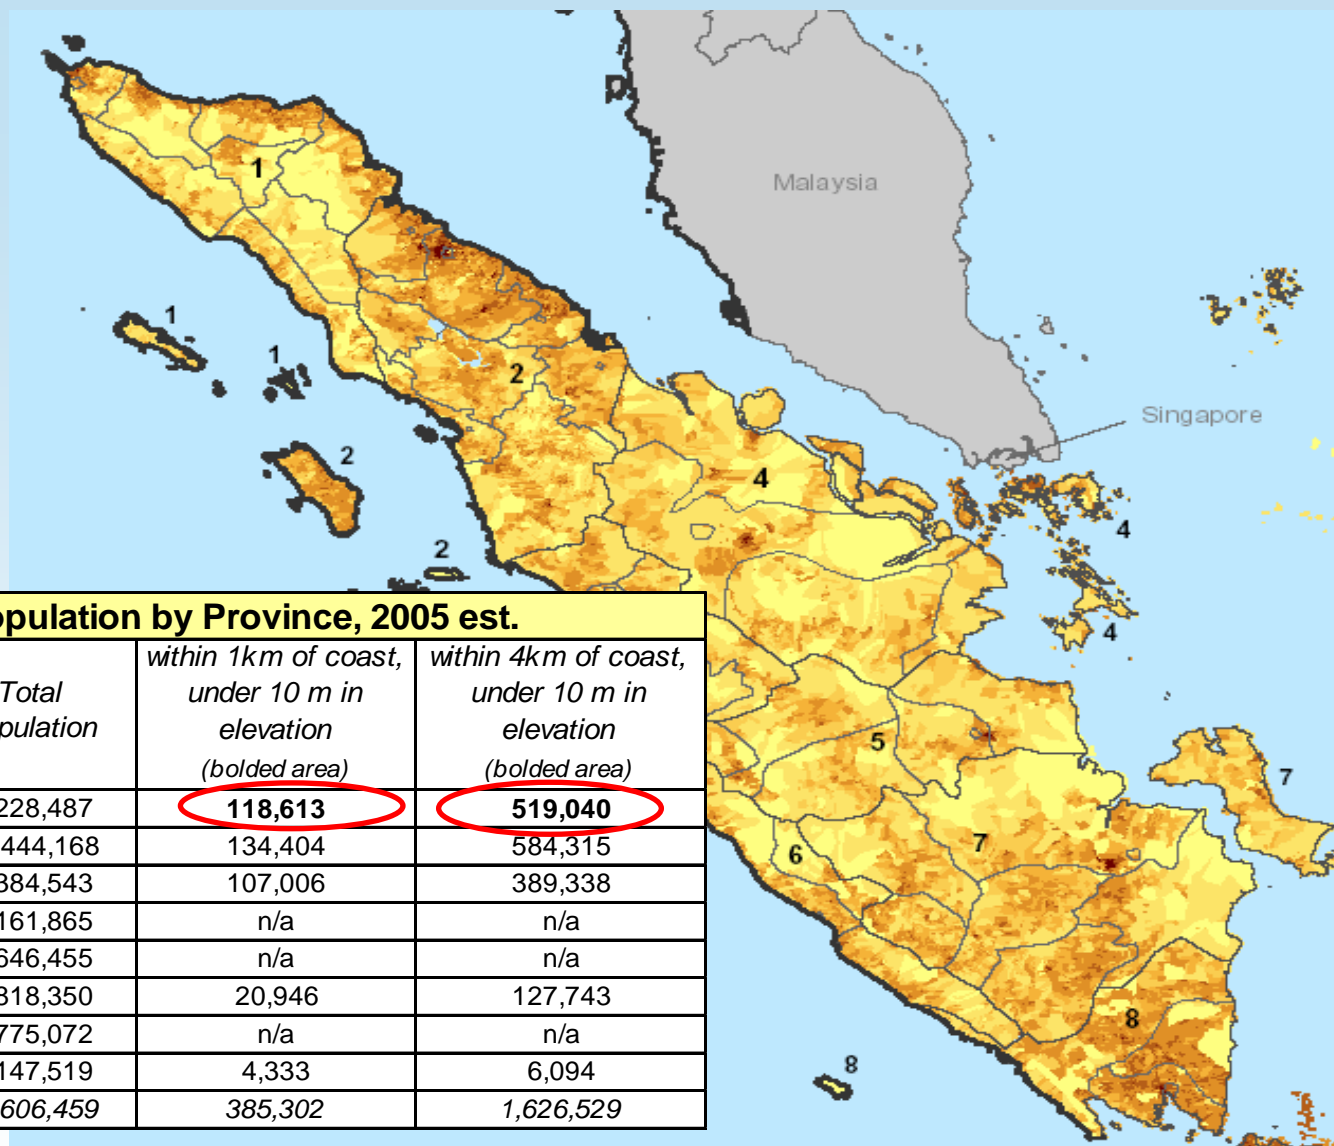 Malaysia
Singapore
1
1
1
2
2
2
4
4
4
5
6
7
7
8
8
pulation by Province, 2005 est.
Total
pulation
within 1km of coast,
under 10 m in
elevation
(bolded area)
within 4km of coast,
under 10 m in
elevation
(bolded area)
228,487 118,613 519,040
444,168 134,404 584,315
384,543 107,006 389,338
161,865 n/a n/a
646,455 n/a n/a
818,350 20,946 127,743
775,072 n/a n/a
147,519 4,333 6,094
606,459 385,302 1,626,529